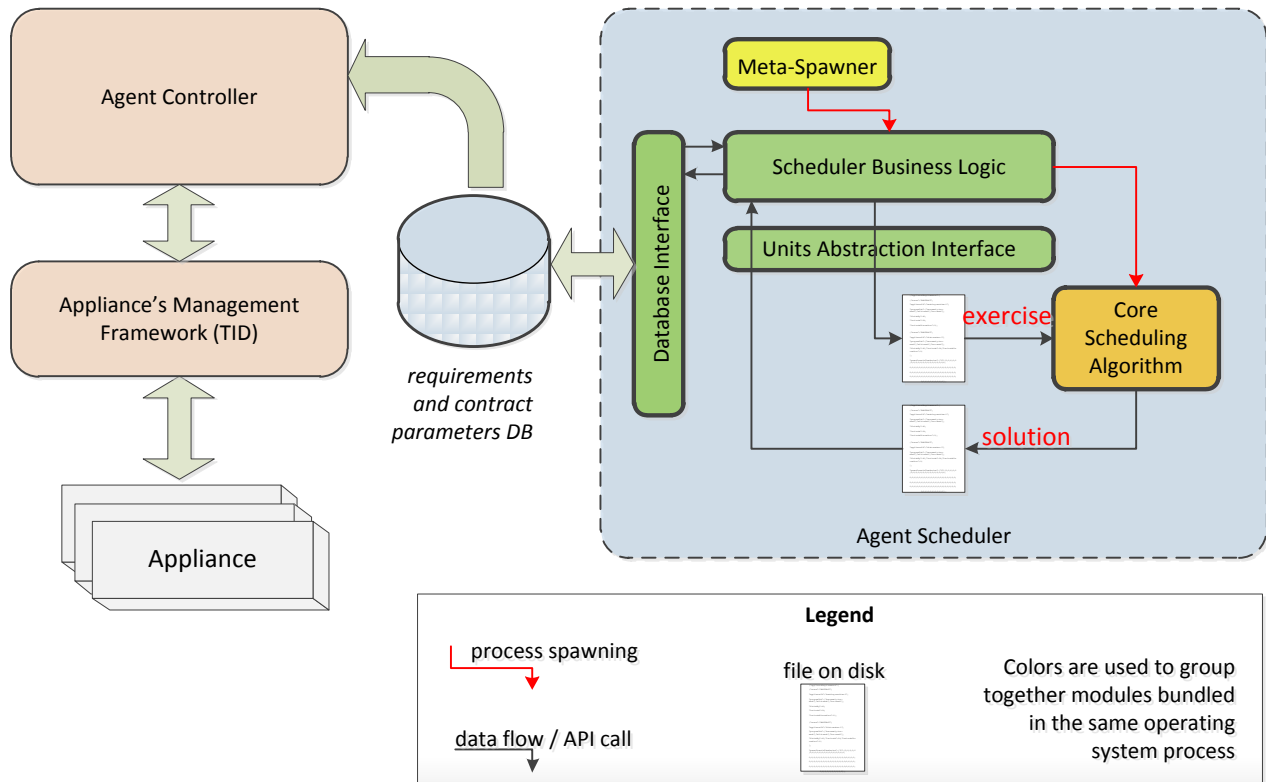 Agent Controller
Appliance’s Management
Framework (TID)
Appliance
requirements
and contract
parameters DB
Database Interface
Meta-Spawner
Scheduler Business Logic
Units Abstraction Interface
exercise
Core
Scheduling
Algorithm
solution
Agent Scheduler
Legend
process spawning
data flow / API call
file on disk
Colors are used to group
together modules bundled
in the same operating
system process